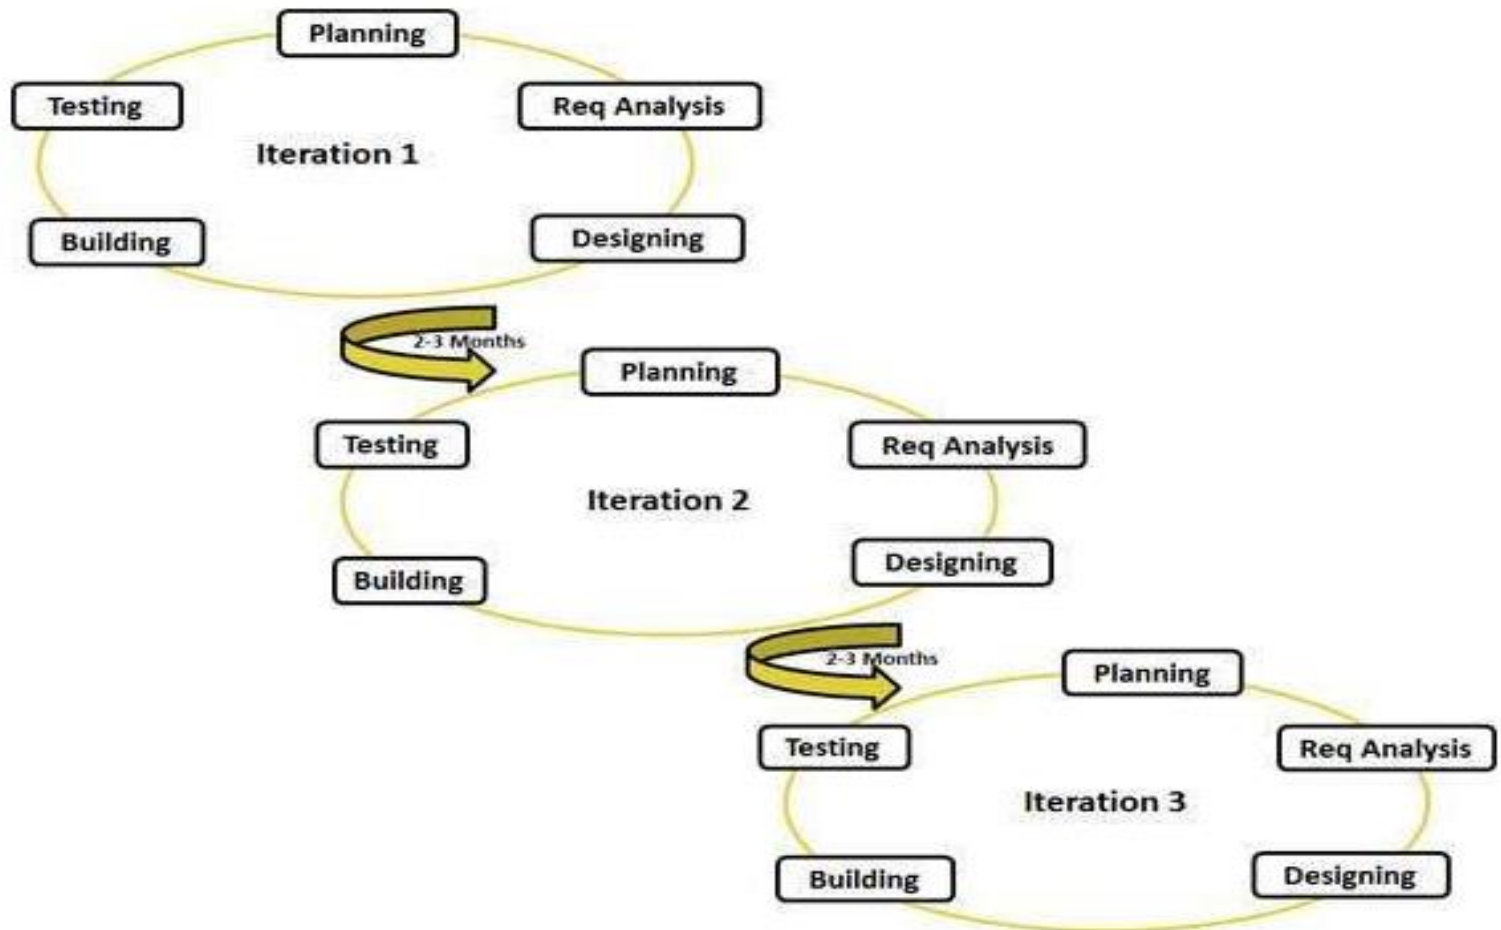 Planning
Testing
Req Analysis
Iteration 1
Building
Designing
2-3 Months
Planning
Testing
Req Analysis
Iteration 2
Building
Designing
2-3 Months
Planning
Testing
Req Analysis
Iteration 3
Building
Designing